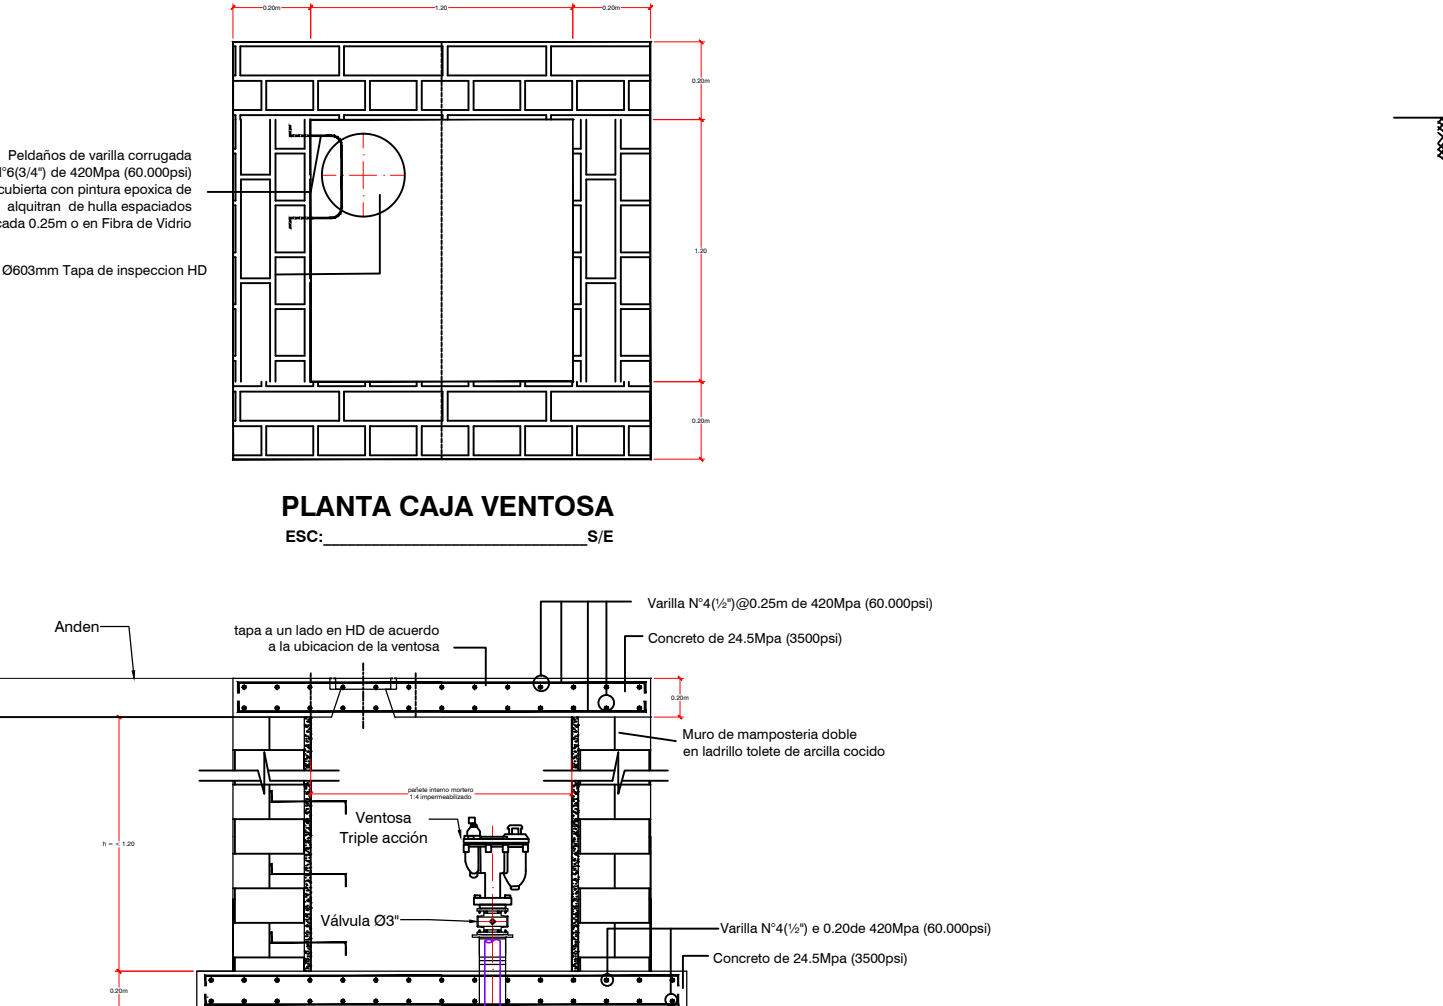 0.20m
1.20
0.20m
0.20m
Peldaños de varilla corrugada
N°6(3/4") de 420Mpa (60.000psi)
cubierta con pintura epoxica de
alquitran de hulla espaciados
cada 0.25m o en Fibra de Vidrio
1.20
Ø603mm Tapa de inspeccion HD
0.20m
PLANTA CAJA VENTOSA
ESC:_________________________________S/E
Varilla N°4(½")@0.25m de 420Mpa (60.000psi)
Anden
tapa a un lado en HD de acuerdo
a la ubicacion de la ventosa
Concreto de 24.5Mpa (3500psi)
0.20m
Muro de mamposteria doble
en ladrillo tolete de arcilla cocido
pañete interno mortero
1:4 impermeabilizado
Ventosa
Triple acción
h = < 1.20
Válvula Ø3"
Varilla N°4(½") e 0.20de 420Mpa (60.000psi)
Concreto de 24.5Mpa (3500psi)
0.20m